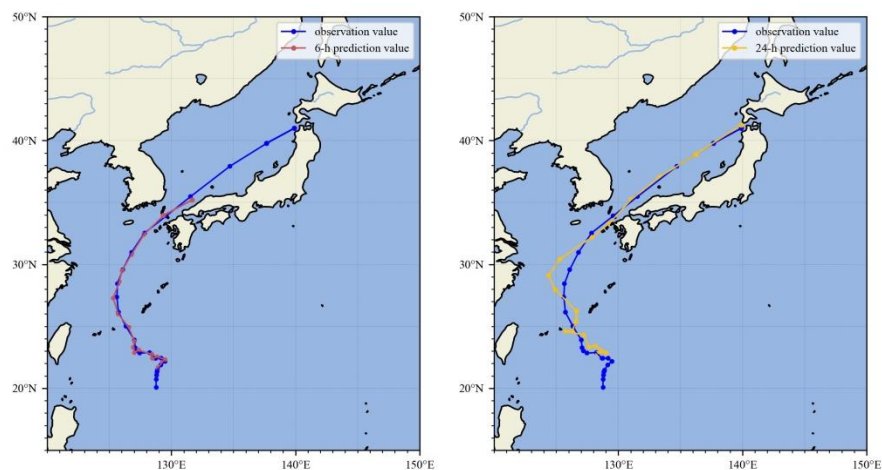 50°N
observation value
6-h prediction value
40°N
30°N
20°N
130°E
140°E
150°E
50°N
observation value
24-h prediction value
40°N
30°N
20°N
130°E
140°E
150°E